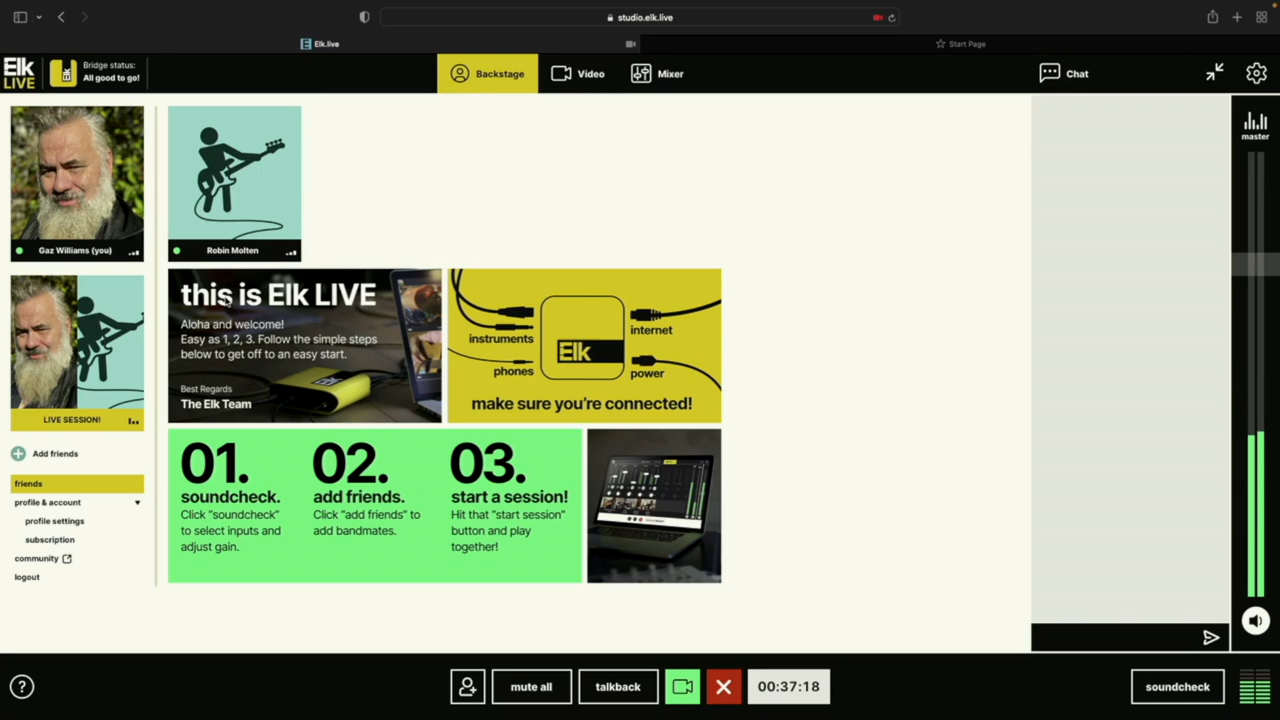 studio.elk.live
Elk.live
Start Page
Elk
LIVE
Bridge status:
All good to go!
Backstage
Video
Mixer
Chat
master
Gaz Williams (you)
Robin Molten
LIVE SESSION!
Add friends
friends
profile & account
profile settings
subscription
community
logout
this is Elk LIVE
Aloha and welcome!
Easy as 1, 2, 3. Follow the simple steps
below to get off to an easy start.
Best Regards
The Elk Team
instruments
internet
Elk
phones
power
make sure you're connected!
01.
soundcheck.
Click "soundcheck"
to select inputs and
adjust gain.
02.
add friends.
Click "add friends" to
add bandmates.
03.
start a session!
Hit that "start session"
button and play
together!
?
mute all
talkback
00:37:18
soundcheck